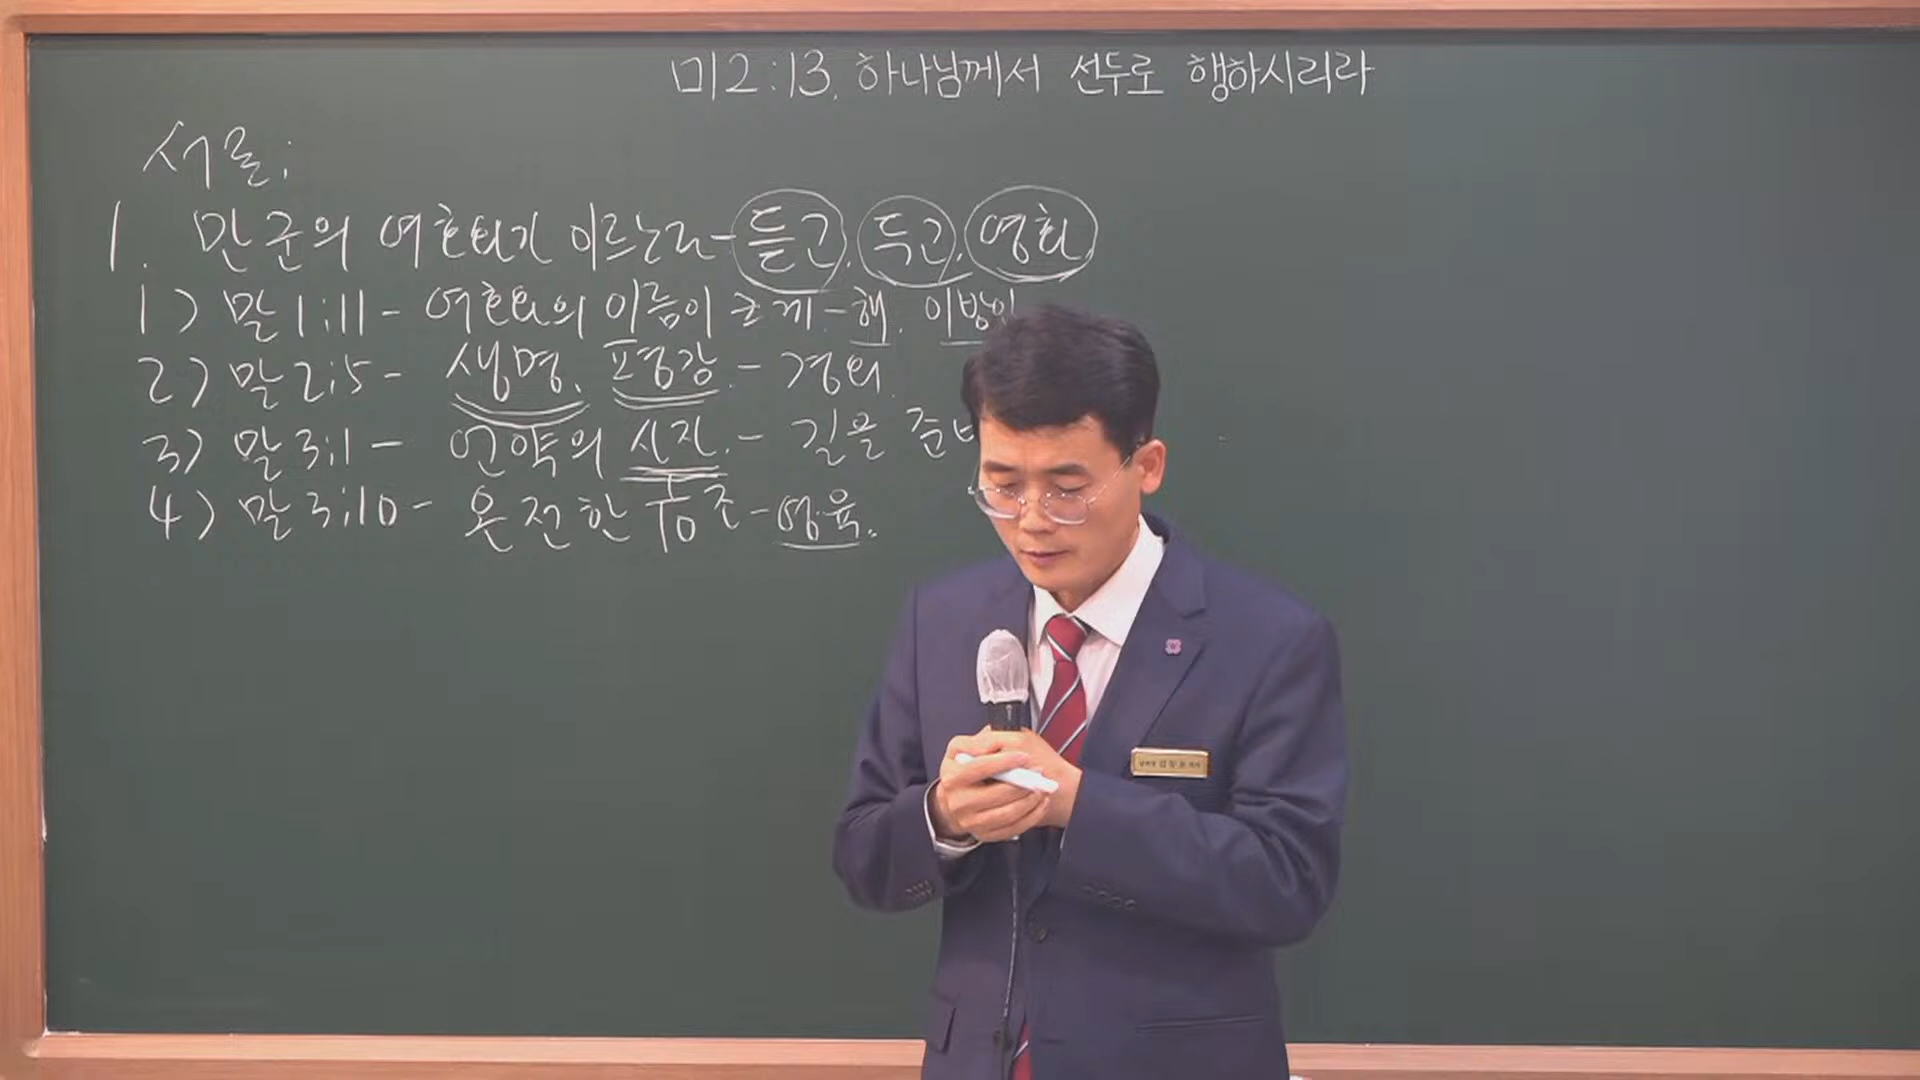 미2:13. 하나님께서 선두로 행하시리라
서론;
1. 만군의 여호와가 이르노라-듣고, 두고, 영화
1) 말1:11- 여호와의 이름이 크게-해. 이방인
2) 말2:5- 생명. 평강.- 경외.
3) 말3:1- 언약의 사자.- 길을 준비
4) 말3:10- 온전한 십일조-영육.